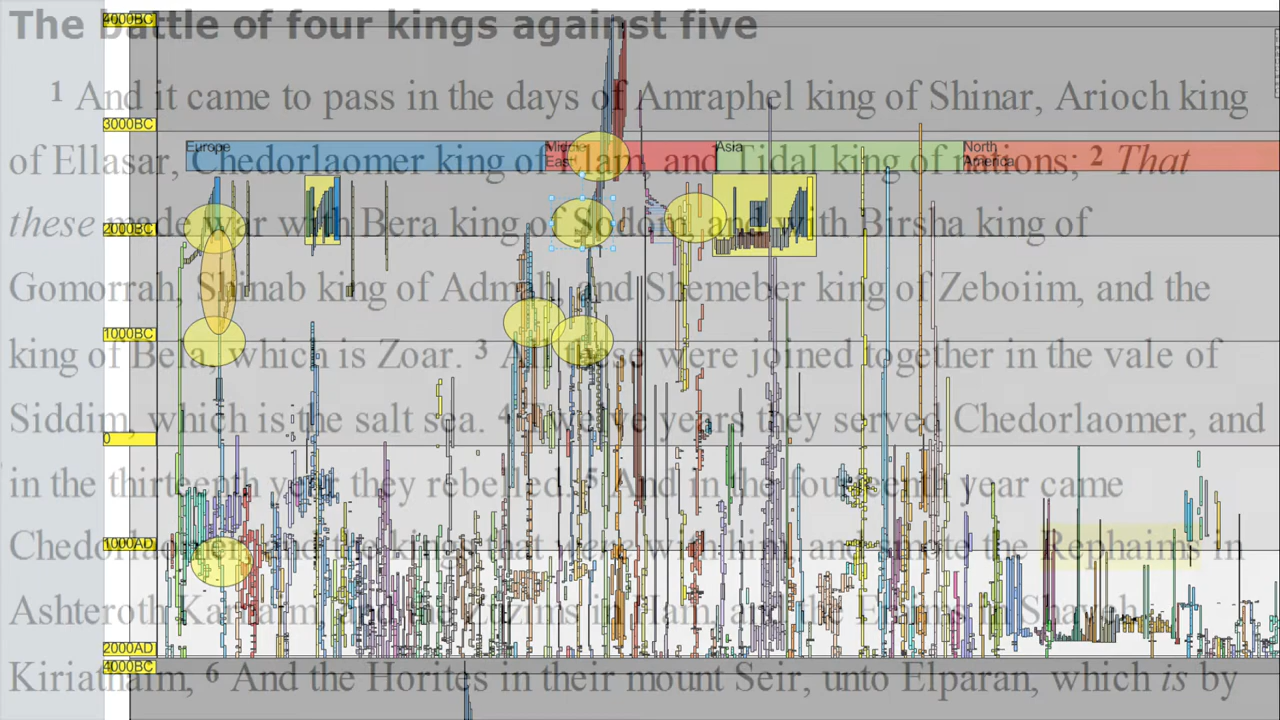 The battle of four kings against five
4000BC
1 And it came to pass in the days of Amraphel king of Shinar, Arioch king
3000BC
Europe
Middle East
Asia
North America
of Ellasar, Chedorlaomer king of Elam, and Tidal king of nations; 2 That
these made war with Bera king of Sodom, and with Birsha king of
2000BC
Gomorrah, Shinab king of Admah, and Shemeber king of Zeboiim, and the
1000BC
king of Bela, which is Zoar. 3 All these were joined together in the vale of
Siddim, which is the salt sea. 4 Twelve years they served Chedorlaomer, and
0
in the thirteenth year they rebelled. 5 And in the fourteenth year came
1000AD
Chedorlaomer, and the kings that were with him, and smote the Rephaims in
Ashteroth Karnaim, and the Zuzims in Ham, and the Emims in Shaveh
2000AD
4000BC
Kiriathaim, 6 And the Horites in their mount Seir, unto Elparan, which is by